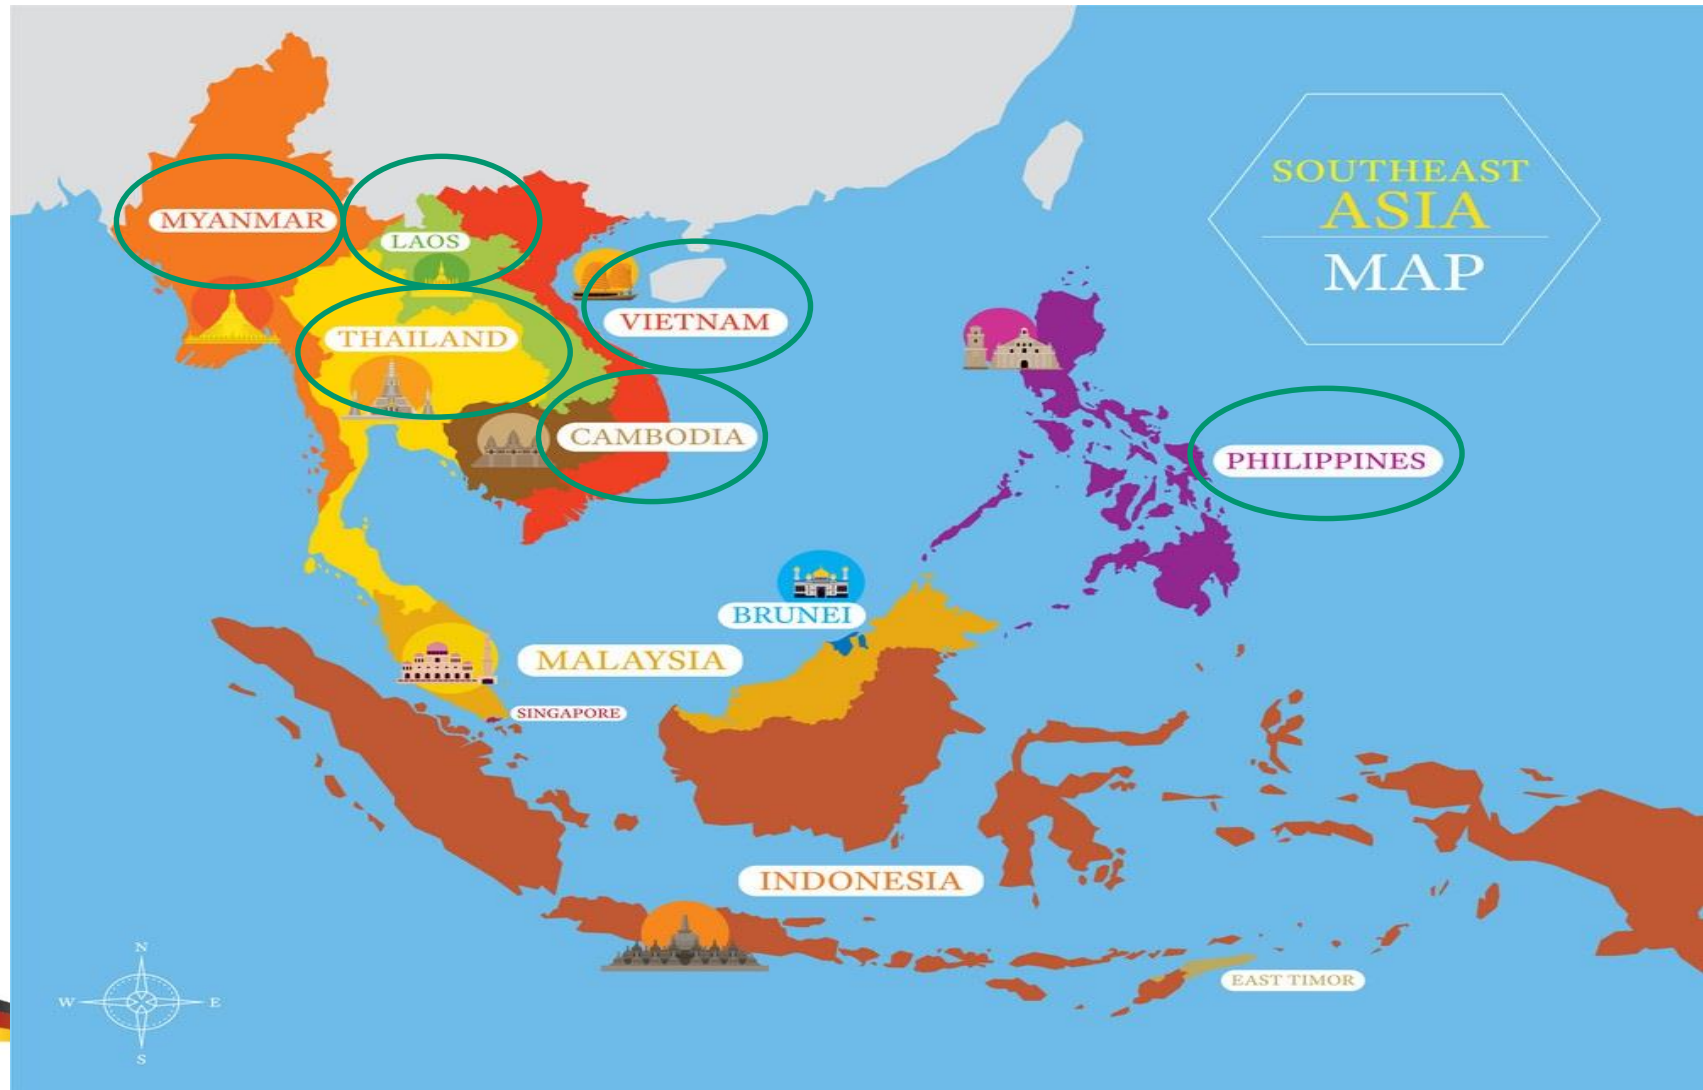 SOUTHEAST
ASIA
MAP
MYANMAR
LAOS
VIETNAM
THAILAND
CAMBODIA
PHILIPPINES
BRUNEI
MALAYSIA
SINGAPORE
INDONESIA
EAST TIMOR
N
W E
S